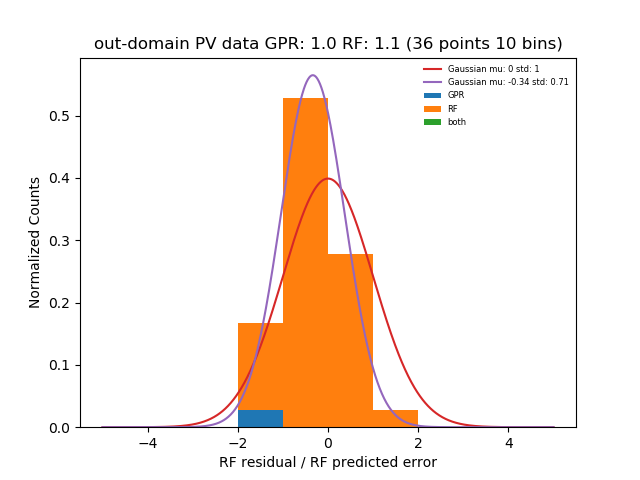 out-domain PV data GPR: 1.0 RF: 1.1 (36 points 10 bins)
Gaussian mu: 0 std: 1
Gaussian mu: -0.34 std: 0.71
GPR
RF
both
Normalized Counts
0.5
0.4
0.3
0.2
0.1
0.0
−4 −2 0 2 4
RF residual / RF predicted error